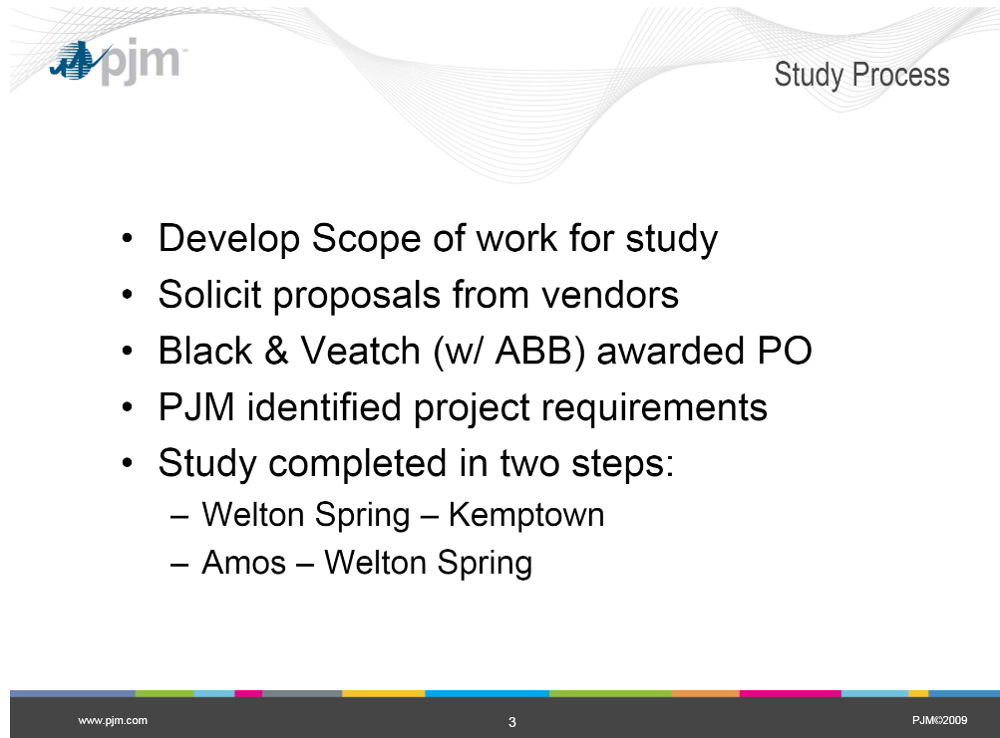 pjm™
Study Process
• Develop Scope of work for study
• Solicit proposals from vendors
• Black & Veatch (w/ ABB) awarded PO
• PJM identified project requirements
• Study completed in two steps:
– Welton Spring – Kemptown
– Amos – Welton Spring
www.pjm.com
3
PJM©2009